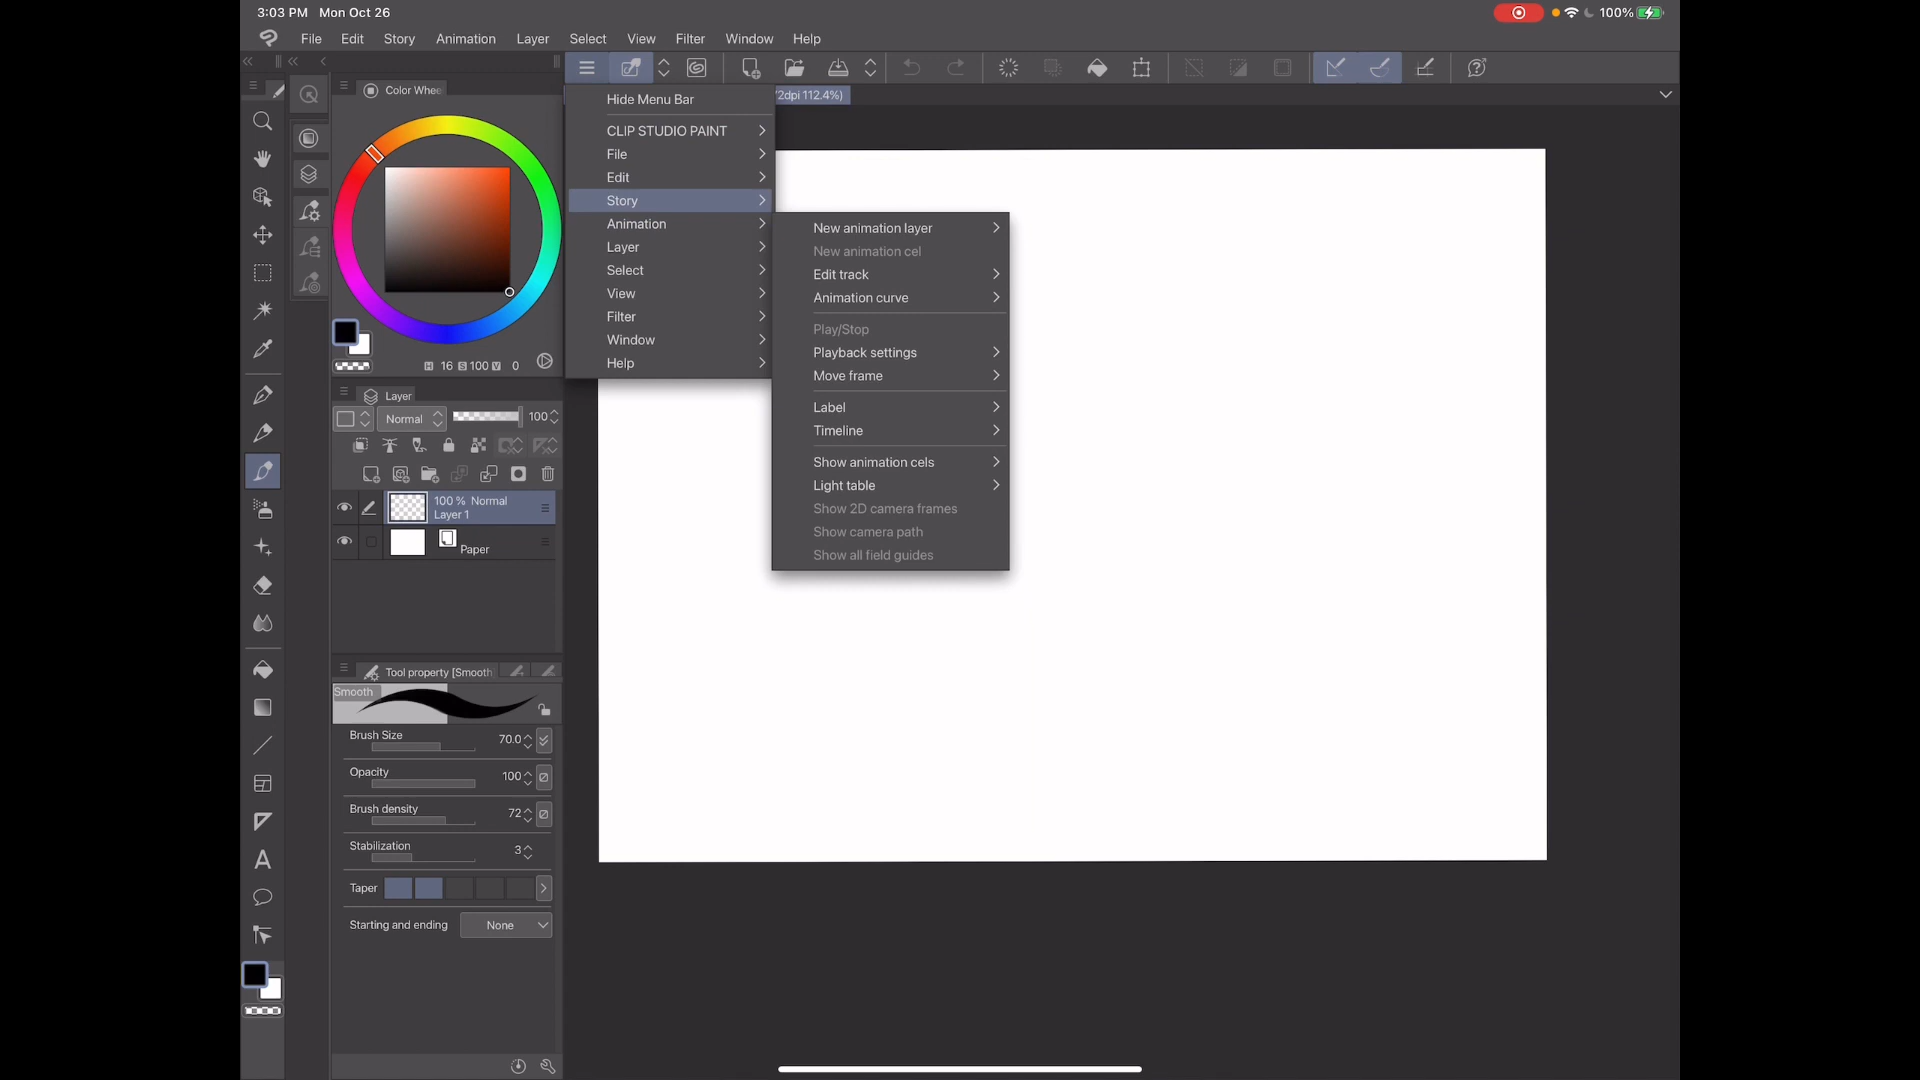 3:03 PM Mon Oct 26
100%
File Edit Story Animation Layer Select View Filter Window Help
Color Whee
H 16 S 100 V 0
Layer
Normal 100
100 % Normal
Layer 1
Paper
Tool property [Smooth
Smooth
Brush Size 70.0
Opacity 100
Brush density 72
Stabilization 3
Taper
Starting and ending None
2dpi 112.4%)
Hide Menu Bar
CLIP STUDIO PAINT
File
Edit
Story
Animation
Layer
Select
View
Filter
Window
Help
New animation layer
New animation cel
Edit track
Animation curve
Play/Stop
Playback settings
Move frame
Label
Timeline
Show animation cels
Light table
Show 2D camera frames
Show camera path
Show all field guides